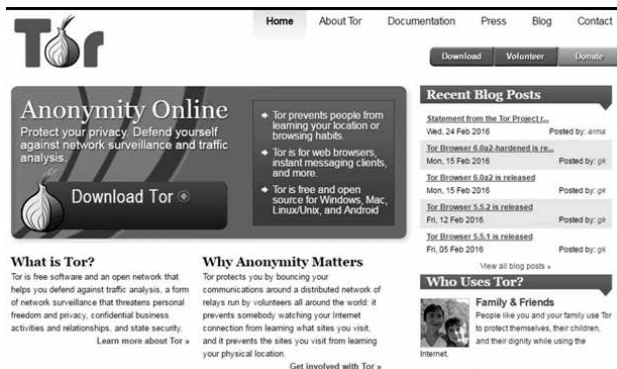 Tor
Home
About Tor
Documentation
Press
Blog
Contact
Download
Volunteer
Donate
Anonymity Online
Protect your privacy. Defend yourself
against network surveillance and traffic
analysis.
Download Tor
Tor prevents people from
learning your location or
browsing habits.
Tor is for web browsers,
instant messaging clients,
and more.
Tor is free and open
source for Windows, Mac,
Linux/Unix, and Android
What is Tor?
Tor is free software and an open network that
helps you defend against traffic analysis, a form
of network surveillance that threatens personal
freedom and privacy, confidential business
activities and relationships, and state security.
Learn more about Tor »
Why Anonymity Matters
Tor protects you by bouncing your
communications around a distributed network of
relays run by volunteers all around the world: it
prevents somebody watching your Internet
connection from learning what sites you visit,
and it prevents the sites you visit from learning
your physical location.
Get involved with Tor »
Recent Blog Posts
Statement from the Tor Project r...
Wed, 24 Feb 2016 Posted by: arma
Tor Browser 6.0a2-hardened is re...
Mon, 15 Feb 2016 Posted by: gk
Tor Browser 6.0a2 is released
Mon, 15 Feb 2016 Posted by: gk
Tor Browser 5.5.2 is released
Fri, 12 Feb 2016 Posted by: gk
Tor Browser 5.5.1 is released
Fri, 05 Feb 2016 Posted by: gk
View all blog posts »
Who Uses Tor?
Family & Friends
People like you and your family use Tor
to protect themselves, their children,
and their dignity while using the
Internet.